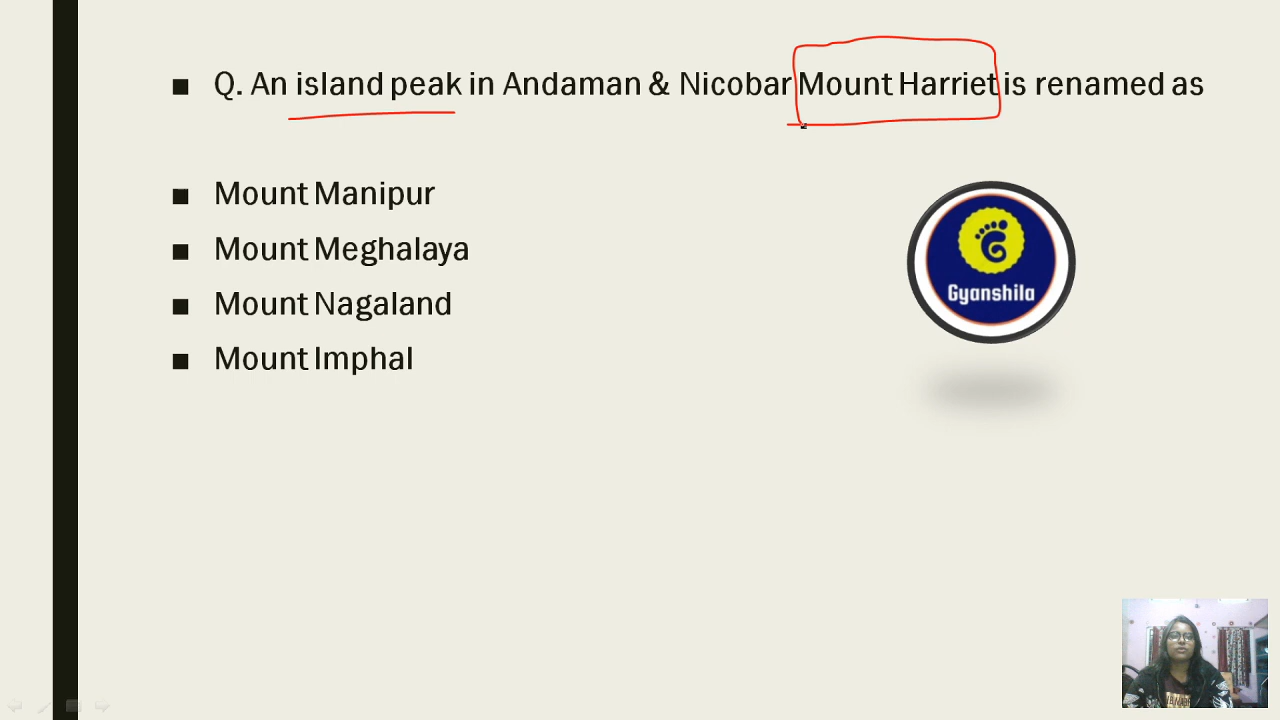 Q. An island peak in Andaman & Nicobar Mount Harriet is renamed as
Mount Manipur
Mount Meghalaya
Mount Nagaland
Mount Imphal
Gyanshila